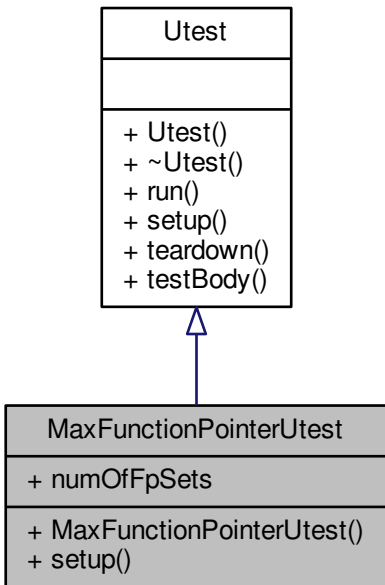 Utest
+ Utest()
+ ~Utest()
+ run()
+ setup()
+ teardown()
+ testBody()
MaxFunctionPointerUtest
+ numOfFpSets
+ MaxFunctionPointerUtest()
+ setup()